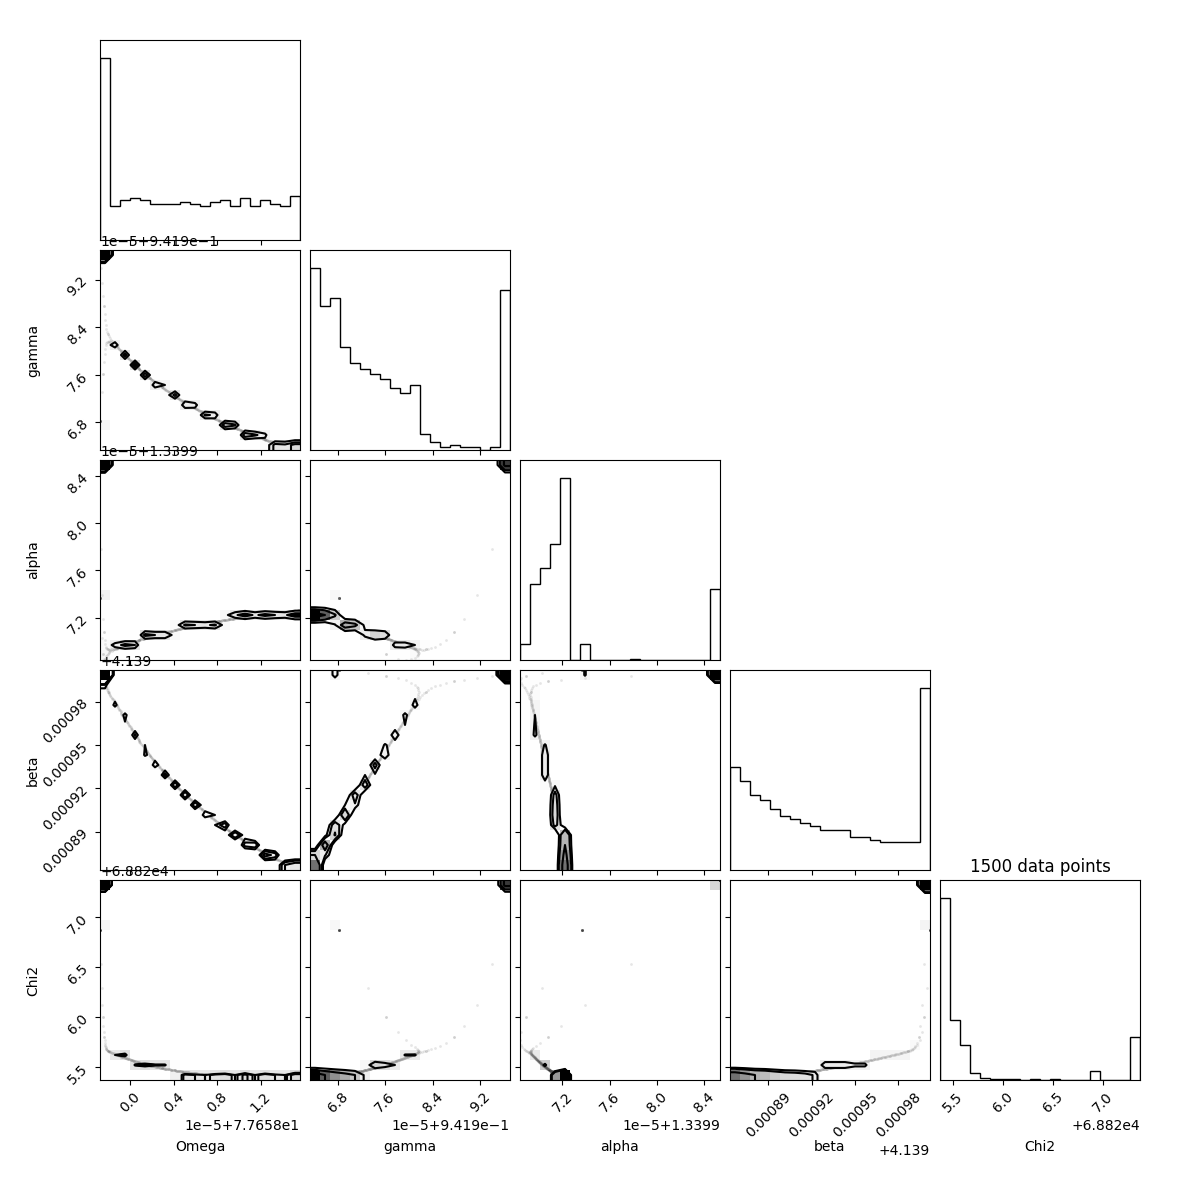 1e−5+9.419e−1
9.2
8.4
7.6
6.8
gamma
1e−5+1.3399
8.4
8.0
7.6
7.2
alpha
+4.139
0.00098
0.00095
0.00092
0.00089
beta
+6.882e4
1500 data points
7.0
6.5
6.0
5.5
Chi2
0.0 0.4 0.8 1.2
1e−5+7.7658e1
Omega
6.8 7.6 8.4 9.2
1e−5+9.419e−1
gamma
7.2 7.6 8.0 8.4
1e−5+1.3399
alpha
0.00089 0.00092 0.00095 0.00098
+4.139
beta
5.5 6.0 6.5 7.0
+6.882e4
Chi2